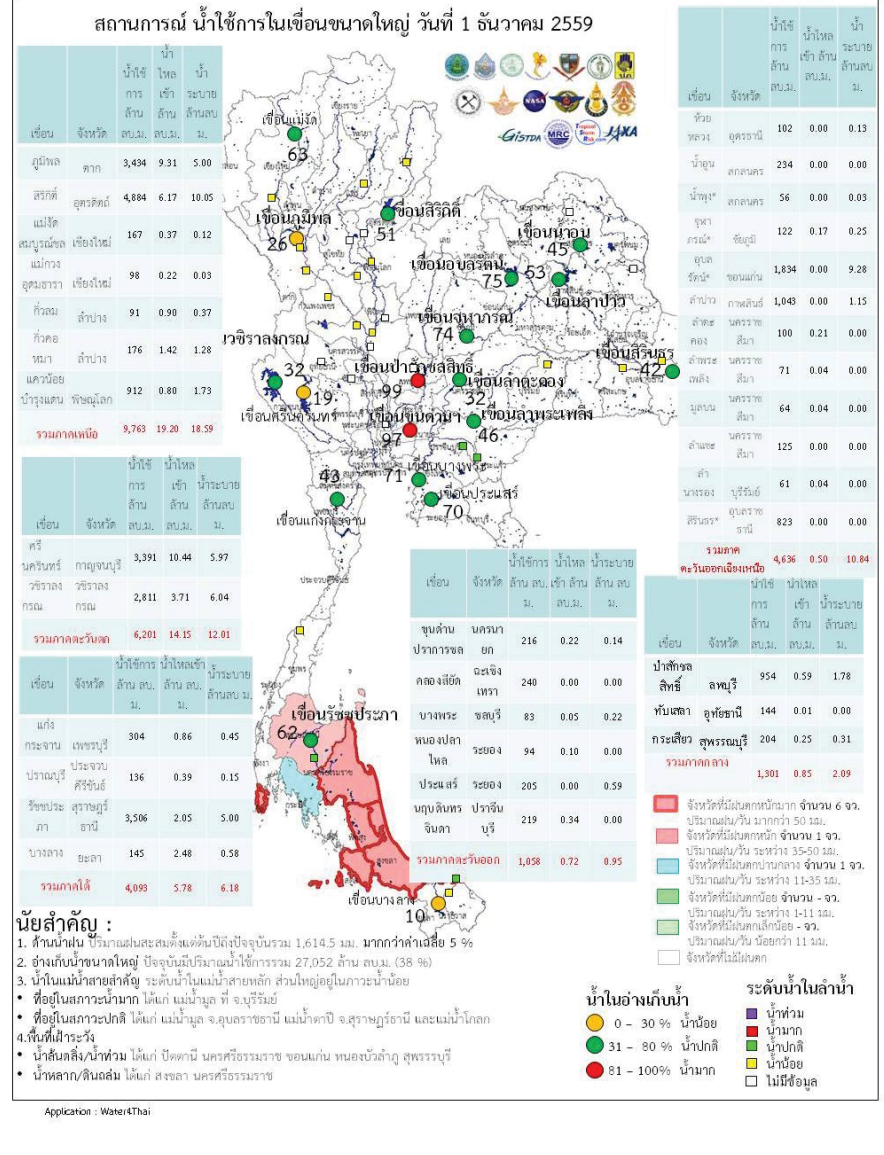 สถานการณ์ น้ำใช้การในเขื่อนขนาดใหญ่ วันที่ 1 ธันวาคม 2559
เขื่อน จังหวัด น้ำใช้การ ล้าน ลบ.ม. น้ำไหลเข้า ล้าน ลบ.ม. น้ำระบาย ล้านลบ ม.
ภูมิพล ตาก 3,434 9.31 5.00
สิริกิติ์ อุตรดิตถ์ 4,884 6.17 10.05
แม่งัดสมบูรณ์ชล เชียงใหม่ 167 0.37 0.12
แม่กวงอุดมธารา เชียงใหม่ 98 0.22 0.03
กิ่วลม ลำปาง 91 0.90 0.37
กิ่วคอหมา ลำปาง 176 1.42 1.28
แควน้อยบำรุงแดน พิษณุโลก 912 0.80 1.73
รวมภาคเหนือ 9,763 19.20 18.59
เขื่อน จังหวัด น้ำใช้การ ล้าน ลบ.ม. น้ำไหลเข้า ล้าน ลบ.ม. น้ำระบาย ล้านลบ ม.
ศรีนครินทร์ กาญจนบุรี 3,391 10.44 5.97
วชิราลงกรณ วชิราลงกรณ 2,811 3.71 6.04
รวมภาคตะวันตก 6,201 14.15 12.01
เขื่อน จังหวัด น้ำใช้การ ล้าน ลบ.ม. น้ำไหลเข้า ล้าน ลบ.ม. น้ำระบาย ล้านลบ ม.
แก่งกระจาน เพชรบุรี 304 0.86 0.45
ปราณบุรี ประจวบคีรีขันธ์ 136 0.39 0.15
รัชชประภา สุราษฎร์ธานี 3,506 2.05 5.00
บางลาง ยะลา 145 2.48 0.58
รวมภาคใต้ 4,093 5.78 6.18
GISTDA MRC Tropical Storm Risk.com JAXA
NASA
เขื่อนแม่งัด
63
เขื่อนสิริกิติ์
51
เขื่อนภูมิพล
26
เขื่อนน้ำอูน
45
เขื่อนอุบลรัตน์
75
53
เขื่อนลำปาว
เขื่อนจุฬาภรณ์
74
วชิราลงกรณ์
32
19
เขื่อนศรีนครินทร์
เขื่อนป่าสักชลสิทธิ์
99
เขื่อนลำตะคอง
32
เขื่อนสิรินธร
42
เขื่อนขุนด่านฯ
97
เขื่อนลำพระเพลิง
46
เขื่อนบางพระ
71
เขื่อนประแสร์
70
43
เขื่อนแก่งกระจาน
เขื่อนรัชชประภา
62
เขื่อนบางลาง
10
เขื่อน จังหวัด น้ำใช้การ ล้าน ลบ.ม. น้ำไหลเข้า ล้าน ลบ.ม. น้ำระบาย ล้านลบ ม.
ห้วยหลวง อุดรธานี 102 0.00 0.13
น้ำอูน สกลนคร 234 0.00 0.00
น้ำพุง* สกลนคร 56 0.00 0.03
จุฬาภรณ์* ชัยภูมิ 122 0.17 0.25
อุบลรัตน์* ขอนแก่น 1,834 0.00 9.28
ลำปาว กาฬสินธุ์ 1,043 0.00 1.15
ลำตะคอง นครราชสีมา 100 0.21 0.00
ลำพระเพลิง นครราชสีมา 71 0.04 0.00
มูลบน นครราชสีมา 64 0.04 0.00
ลำแชะ นครราชสีมา 125 0.00 0.00
ลำนางรอง บุรีรัมย์ 61 0.04 0.00
สิรินธร* อุบลราชธานี 823 0.00 0.00
รวมภาคตะวันออกเฉียงเหนือ 4,636 0.50 10.84
เขื่อน จังหวัด น้ำใช้การ ล้าน ลบ.ม. น้ำไหลเข้า ล้าน ลบ.ม. น้ำระบาย ล้าน ลบ ม.
ขุนด่านปราการชล นครนายก 216 0.22 0.14
คลองสียัด ฉะเชิงเทรา 240 0.00 0.00
บางพระ ชลบุรี 83 0.05 0.22
หนองปลาไหล ระยอง 94 0.10 0.00
ประแสร์ ระยอง 205 0.00 0.59
นฤบดินทรจินดา ปราจีนบุรี 219 0.34 0.00
รวมภาคตะวันออก 1,058 0.72 0.95
เขื่อน จังหวัด น้ำใช้การ ล้าน ลบ.ม. น้ำไหลเข้า ล้าน ลบ.ม. น้ำระบาย ล้านลบ ม.
ป่าสักชลสิทธิ์ ลพบุรี 954 0.59 1.78
ทับเสลา อุทัยธานี 144 0.01 0.00
กระเสียว สุพรรณบุรี 204 0.25 0.31
รวมภาคกลาง 1,301 0.85 2.09
จังหวัดที่มีฝนตกหนักมาก จำนวน 6 จว.
ปริมาณฝน/วัน มากกว่า 50 มม.
จังหวัดที่มีฝนตกหนัก จำนวน 1 จว.
ปริมาณฝน/วัน ระหว่าง 35-50 มม.
จังหวัดที่มีฝนตกปานกลาง จำนวน 1 จว.
ปริมาณฝน/วัน ระหว่าง 11-35 มม.
จังหวัดที่มีฝนตกน้อย จำนวน - จว.
ปริมาณฝน/วัน ระหว่าง 1-11 มม.
จังหวัดที่มีฝนตกเล็กน้อย - จว.
ปริมาณฝน/วัน น้อยกว่า 11 มม.
จังหวัดที่ไม่มีฝนตก
นัยสำคัญ :
1. ด้านน้ำฝน ปริมาณฝนสะสมตั้งแต่ต้นปีถึงปัจจุบันรวม 1,614.5 มม. มากกว่าค่าเฉลี่ย 5 %
2. อ่างเก็บน้ำขนาดใหญ่ ปัจจุบันมีปริมาณน้ำใช้การรวม 27,052 ล้าน ลบ.ม. (38 %)
3. น้ำในแม่น้ำสายสำคัญ ระดับน้ำในแม่น้ำสายหลัก ส่วนใหญ่อยู่ในภาวะน้ำน้อย
• ที่อยู่ในสภาวะน้ำมาก ได้แก่ แม่น้ำมูล ที่ จ.บุรีรัมย์
• ที่อยู่ในสภาวะปกติ ได้แก่ แม่น้ำมูล จ.อุบลราชธานี แม่น้ำตาปี จ.สุราษฎร์ธานี และแม่น้ำโกลก
4.พื้นที่เฝ้าระวัง
• น้ำล้นตลิ่ง/น้ำท่วม ได้แก่ ปัตตานี นครศรีธรรมราช ขอนแก่น หนองบัวลำภู สุพรรรบุรี
• น้ำหลาก/ดินถล่ม ได้แก่ สงขลา นครศรีธรรมราช
น้ำในอ่างเก็บน้ำ
0 - 30 % น้ำน้อย
31 - 80 % น้ำปกติ
81 - 100% น้ำมาก
ระดับน้ำในลำน้ำ
น้ำท่วม
น้ำมาก
น้ำปกติ
น้ำน้อย
ไม่มีข้อมูล
Application : Water4Thai